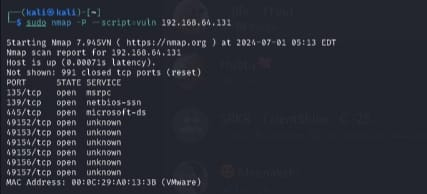 (kali㉿kali)-[~]
$ sudo nmap -P --script=vuln 192.168.64.131
Starting Nmap 7.94SVN ( https://nmap.org ) at 2024-07-01 05:13 EDT
Nmap scan report for 192.168.64.131
Host is up (0.00071s latency).
Not shown: 991 closed tcp ports (reset)
PORT STATE SERVICE
135/tcp open msrpc
139/tcp open netbios-ssn
445/tcp open microsoft-ds
49152/tcp open unknown
49153/tcp open unknown
49154/tcp open unknown
49155/tcp open unknown
49156/tcp open unknown
49157/tcp open unknown
MAC Address: 00:0C:29:A0:13:3B (VMware)